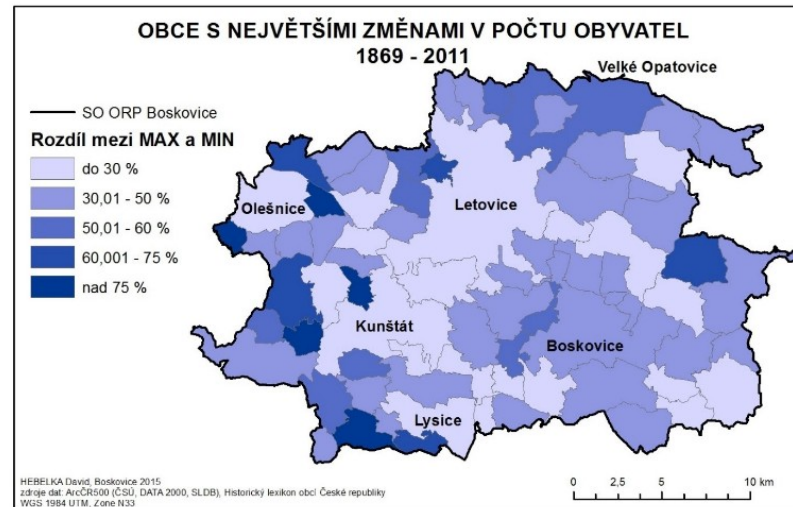 OBCE S NEJVĚTŠÍMI ZMĚNAMI V POČTU OBYVATEL
1869 - 2011
Velké Opatovice
SO ORP Boskovice
Rozdíl mezi MAX a MIN
do 30 %
30,01 - 50 %
50,01 - 60 %
60,001 - 75 %
nad 75 %
Olešnice
Letovice
Kunštát
Boskovice
Lysice
HEBELKA David, Boskovice 2015
zdroje dat: ArcČR500 (ČSÚ, DATA 2000, SLDB), Historický lexikon obcí České republiky
WGS 1984 UTM, Zone N33
0 2,5 5 10 km